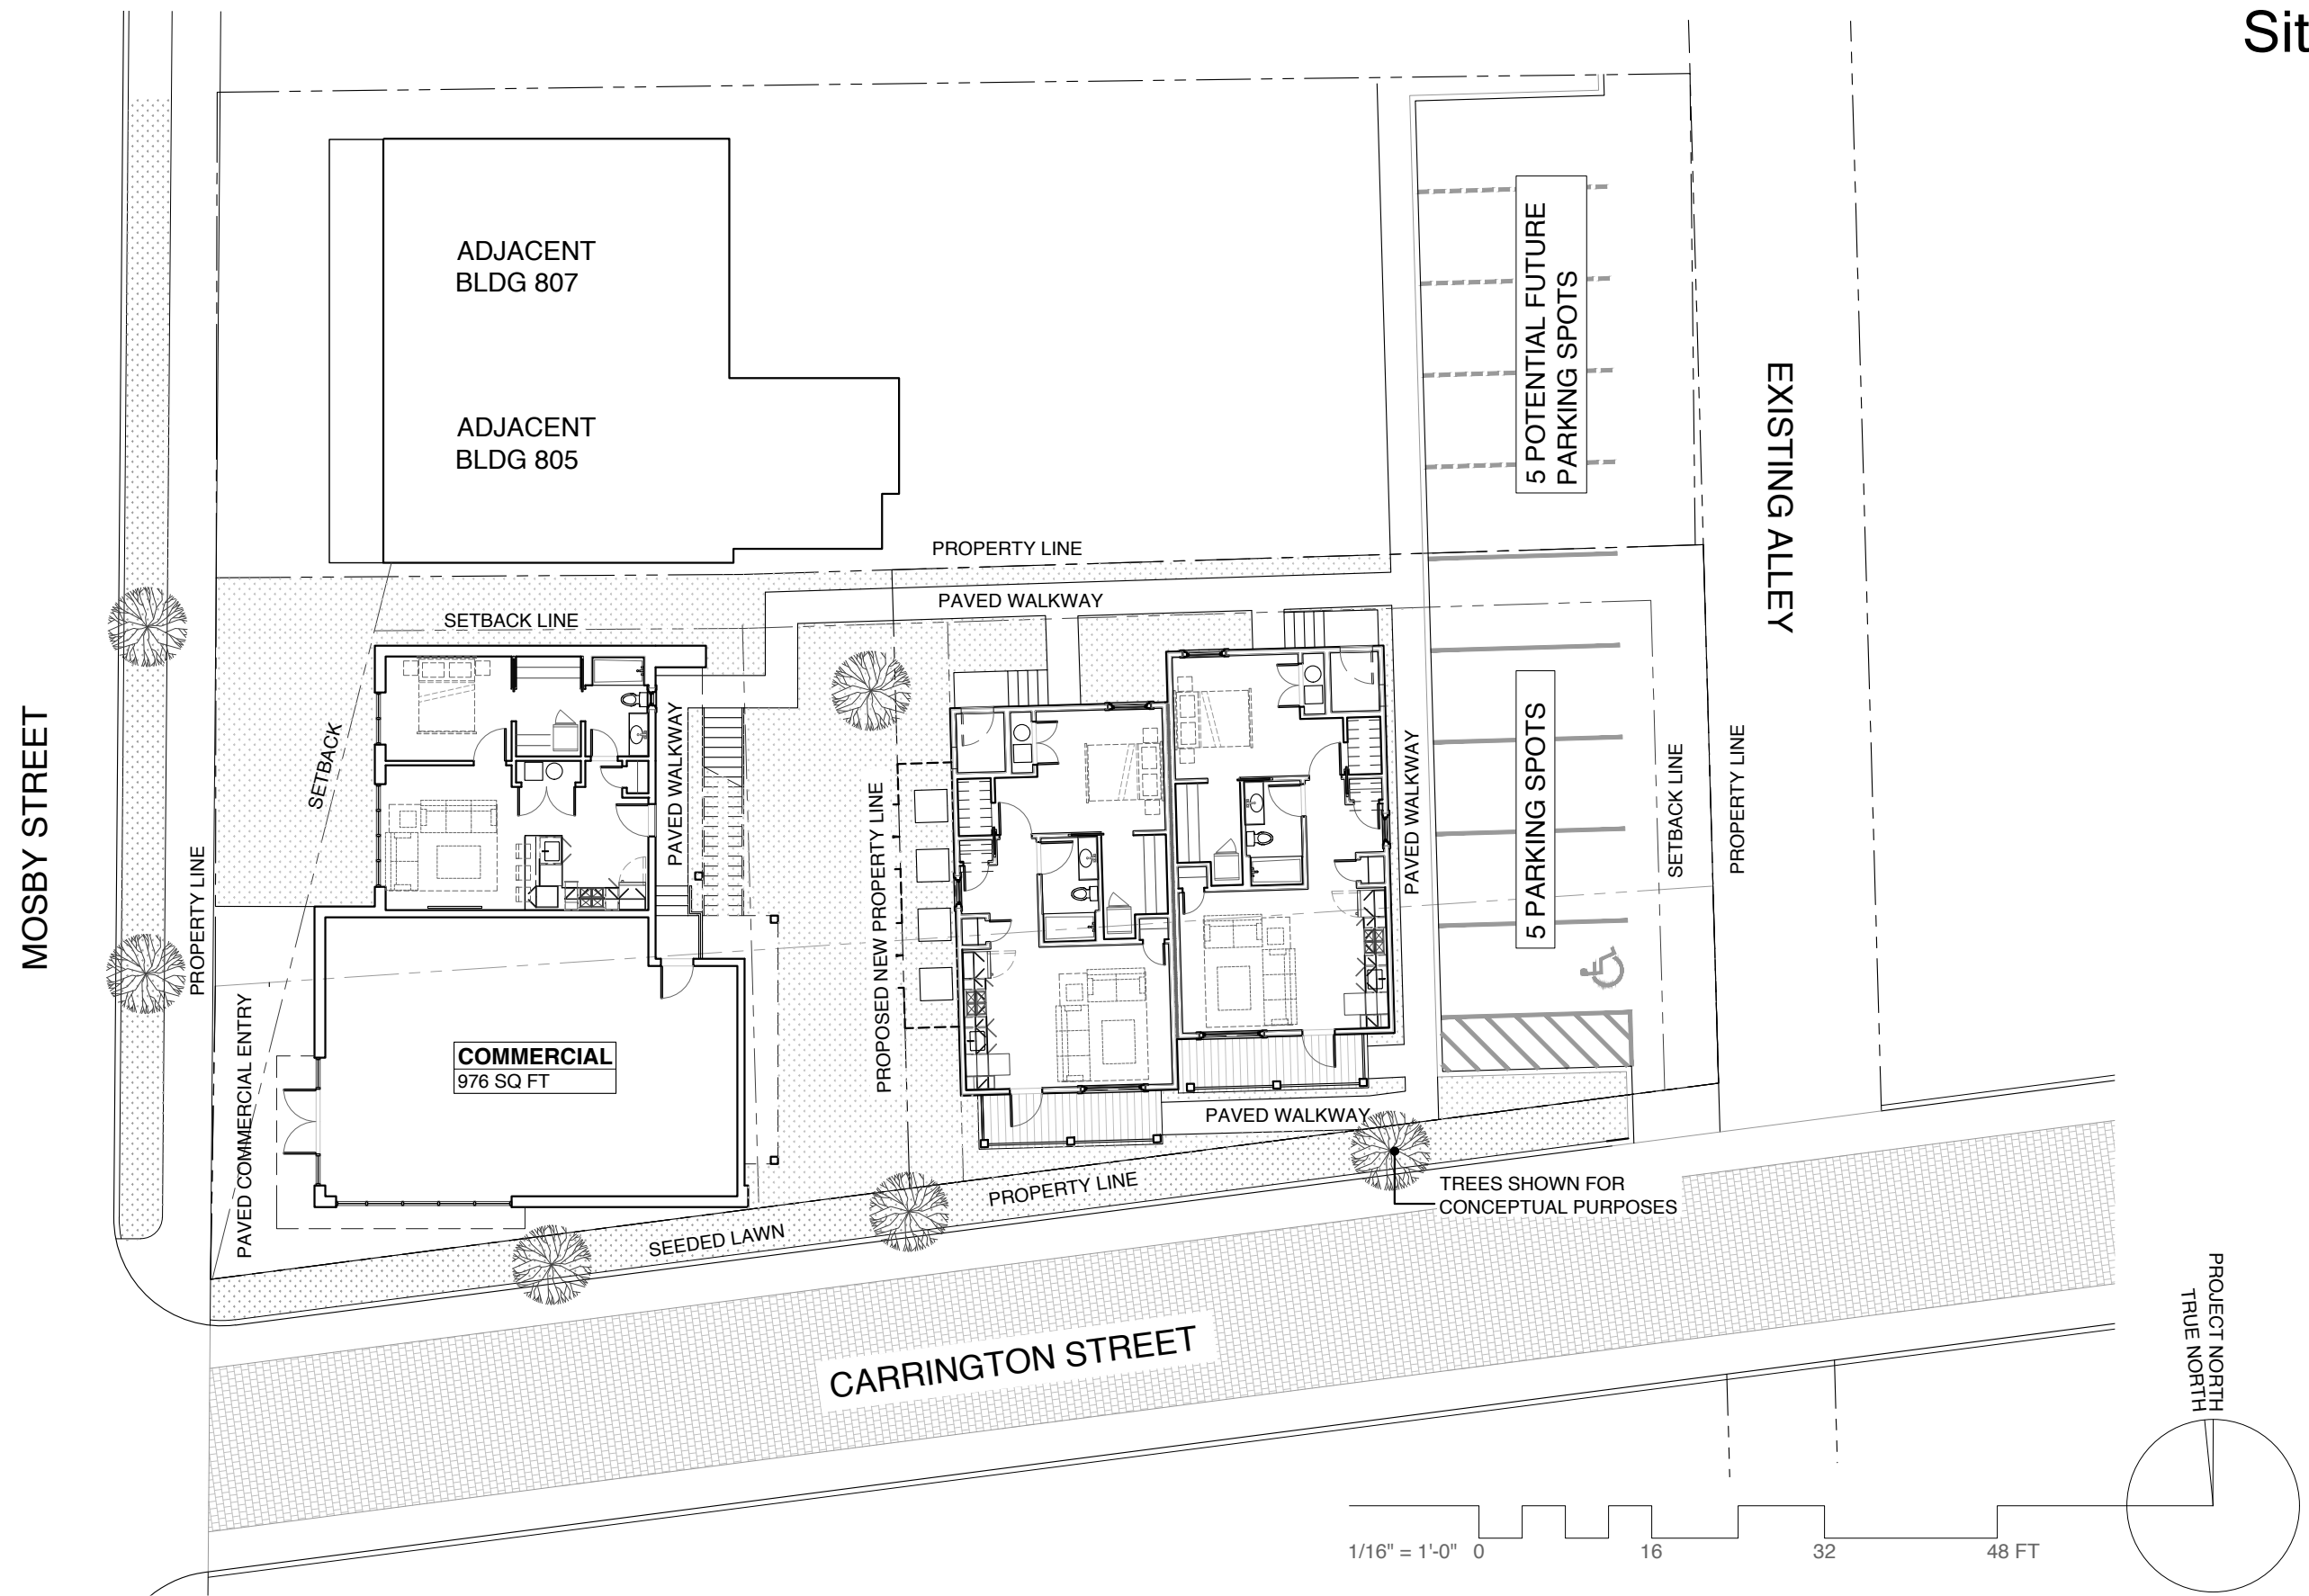 Sit
ADJACENT
BLDG 807
ADJACENT
BLDG 805
5 POTENTIAL FUTURE
PARKING SPOTS
EXISTING ALLEY
PROPERTY LINE
PAVED WALKWAY
SETBACK LINE
MOSBY STREET
PROPERTY LINE
SETBACK
PAVED WALKWAY
PROPOSED NEW PROPERTY LINE
PAVED WALKWAY
5 PARKING SPOTS
SETBACK LINE
PROPERTY LINE
PAVED COMMERCIAL ENTRY
COMMERCIAL
976 SQ FT
PAVED WALKWAY
PROPERTY LINE
SEEDED LAWN
TREES SHOWN FOR
CONCEPTUAL PURPOSES
CARRINGTON STREET
PROJECT NORTH
TRUE NORTH
1/16" = 1'-0" 0 16 32 48 FT